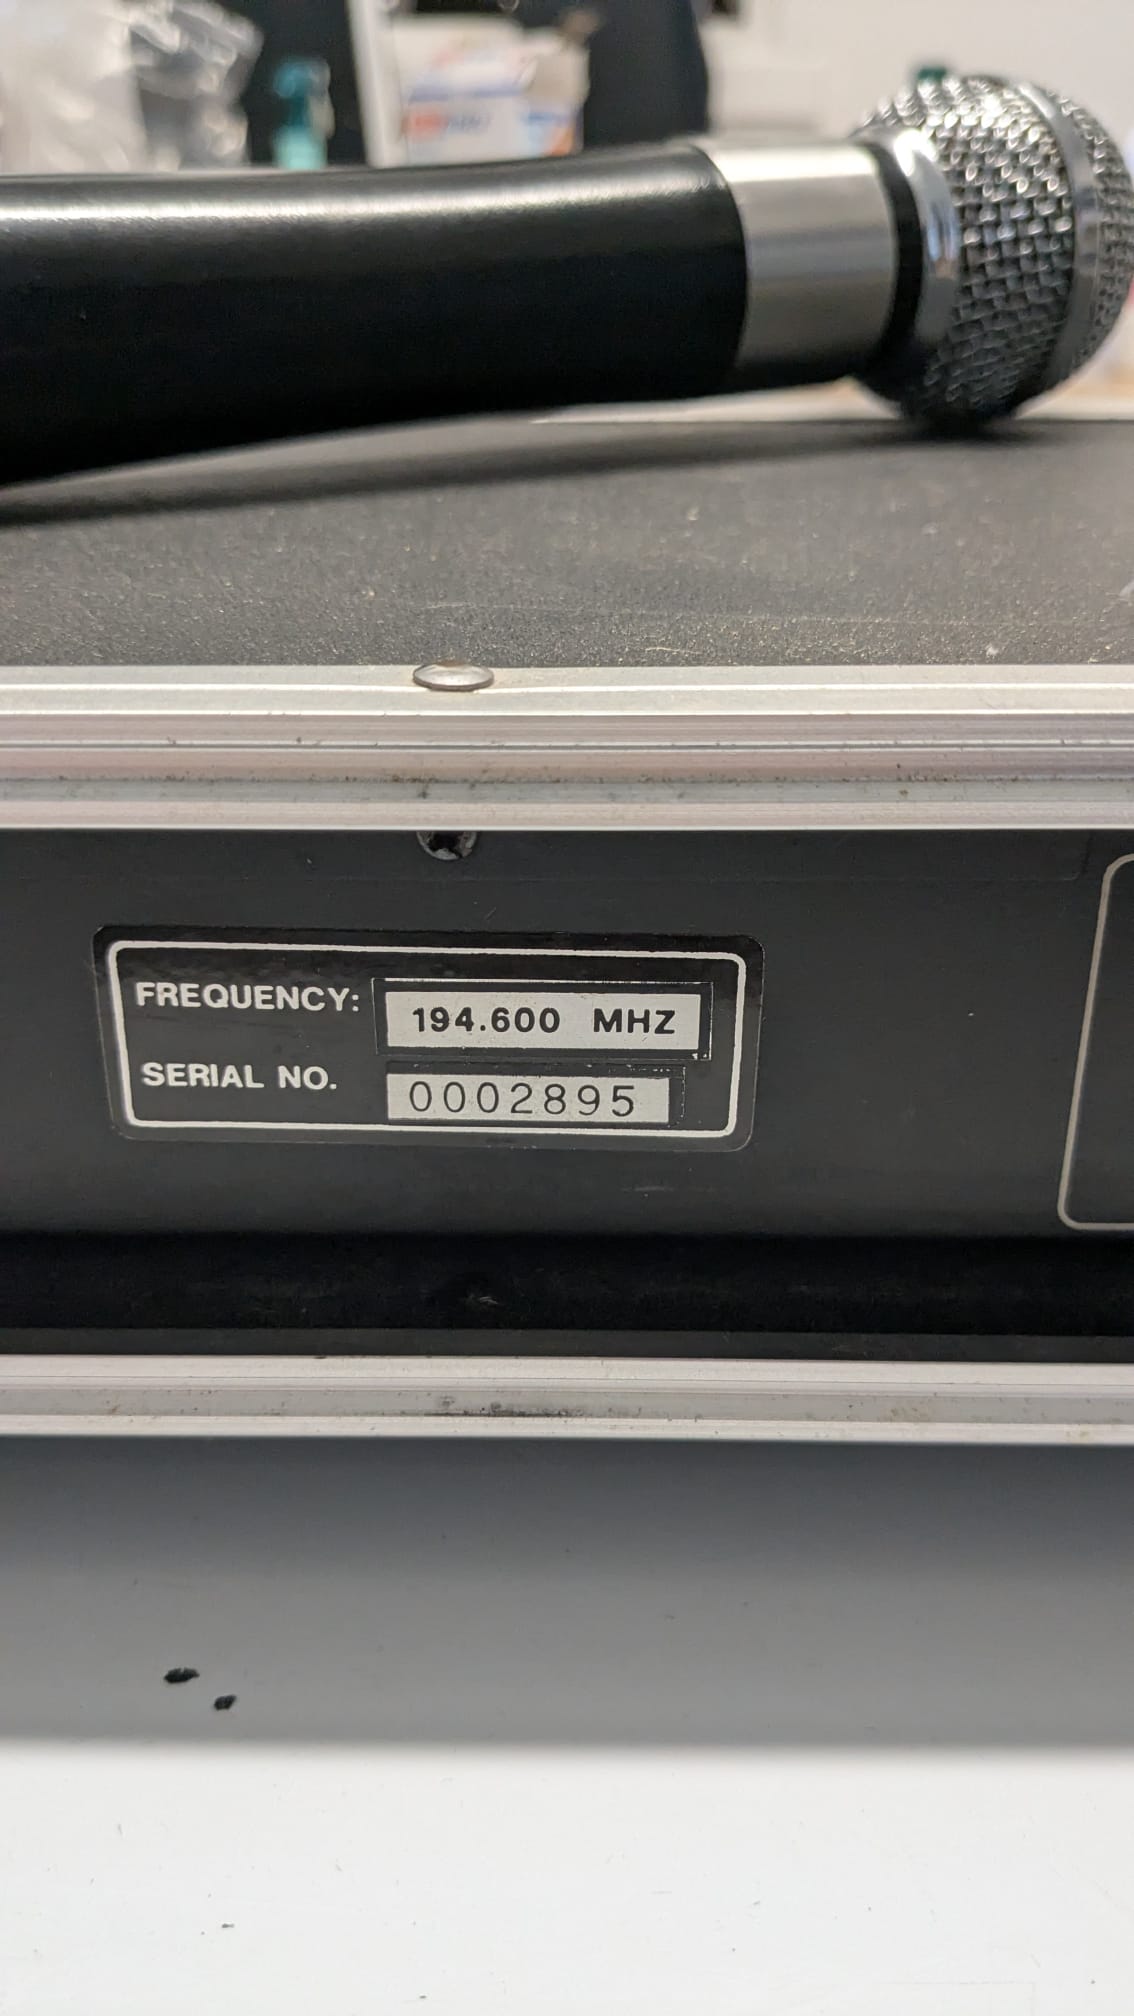 FREQUENCY: 194.600 MHZ
SERIAL NO. 0002895